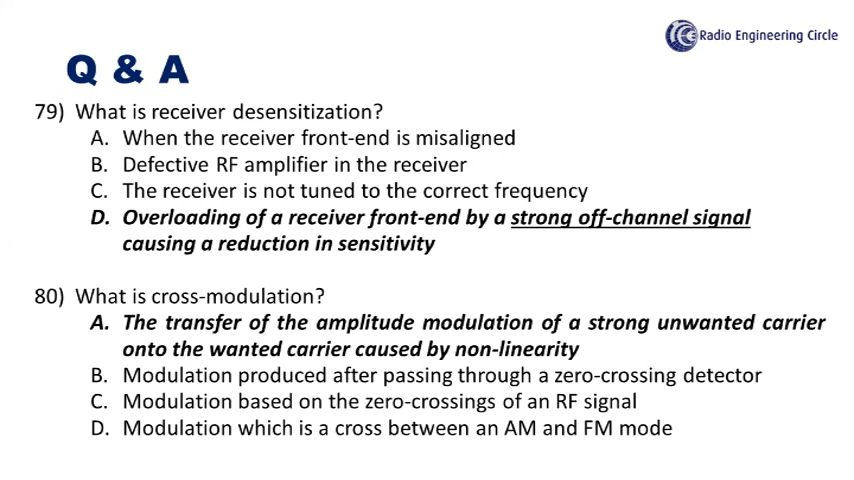 Radio Engineering Circle
Q & A
79) What is receiver desensitization?
A. When the receiver front-end is misaligned
B. Defective RF amplifier in the receiver
C. The receiver is not tuned to the correct frequency
D. Overloading of a receiver front-end by a strong off-channel signal
causing a reduction in sensitivity
80) What is cross-modulation?
A. The transfer of the amplitude modulation of a strong unwanted carrier
onto the wanted carrier caused by non-linearity
B. Modulation produced after passing through a zero-crossing detector
C. Modulation based on the zero-crossings of an RF signal
D. Modulation which is a cross between an AM and FM mode